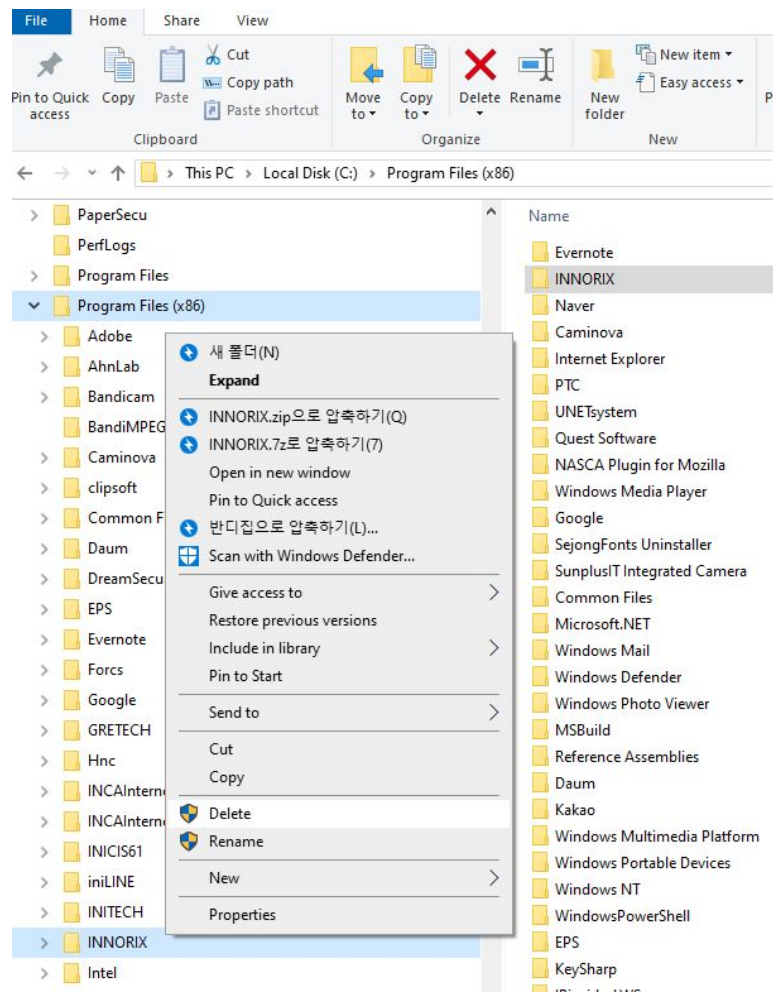 File Home Share View
Pin to Quick access
Copy
Paste
Cut
Copy path
Paste shortcut
Move to
Copy to
Delete
Rename
New folder
New item
Easy access
P
Clipboard
Organize
New
This PC > Local Disk (C:) > Program Files (x86)
PaperSecu
PerfLogs
Program Files
Program Files (x86)
Adobe
AhnLab
Bandicam
BandiMPEG
Caminova
clipsoft
Common F
Daum
DreamSecu
EPS
Evernote
Forcs
Google
GRETECH
Hnc
INCAIntern
INCAIntern
INICIS61
iniLINE
INITECH
INNORIX
Intel
새 폴더(N)
Expand
INNORIX.zip으로 압축하기(Q)
INNORIX.7z로 압축하기(7)
Open in new window
Pin to Quick access
반디집으로 압축하기(L)...
Scan with Windows Defender...
Give access to
Restore previous versions
Include in library
Pin to Start
Send to
Cut
Copy
Delete
Rename
New
Properties
Name
Evernote
INNORIX
Naver
Caminova
Internet Explorer
PTC
UNETsystem
Quest Software
NASCA Plugin for Mozilla
Windows Media Player
Google
SejongFonts Uninstaller
SunplusIT Integrated Camera
Common Files
Microsoft.NET
Windows Mail
Windows Defender
Windows Photo Viewer
MSBuild
Reference Assemblies
Daum
Kakao
Windows Multimedia Platform
Windows Portable Devices
Windows NT
WindowsPowerShell
EPS
KeySharp